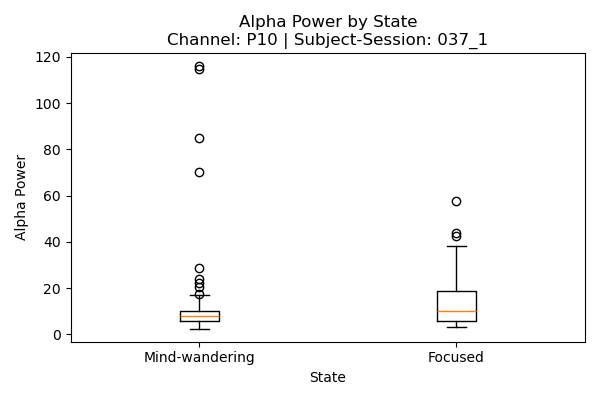 Alpha Power by State
Channel: P10 | Subject-Session: 037_1
120
100
80
60
40
20
0
Alpha Power
Mind-wandering
Focused
State